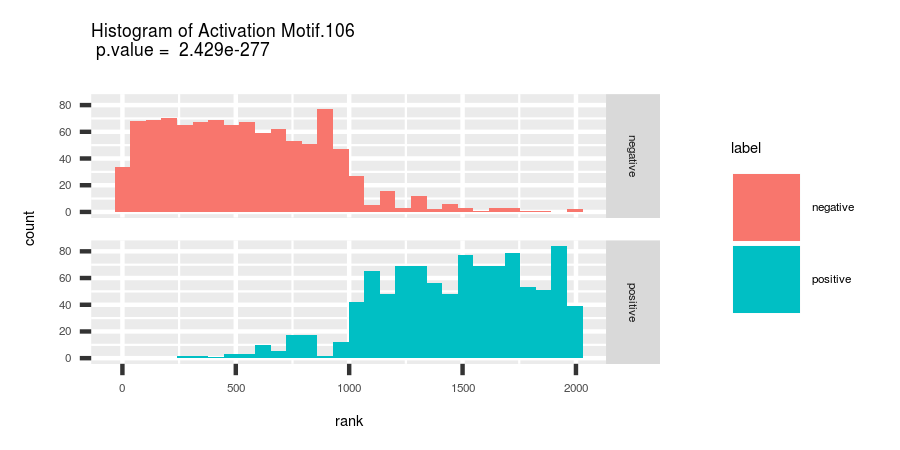 Histogram of Activation Motif.106
p.value = 2.429e-277
count
80
60
40
20
0
negative
80
60
40
20
0
positive
0 500 1000 1500 2000
rank
label
negative
positive